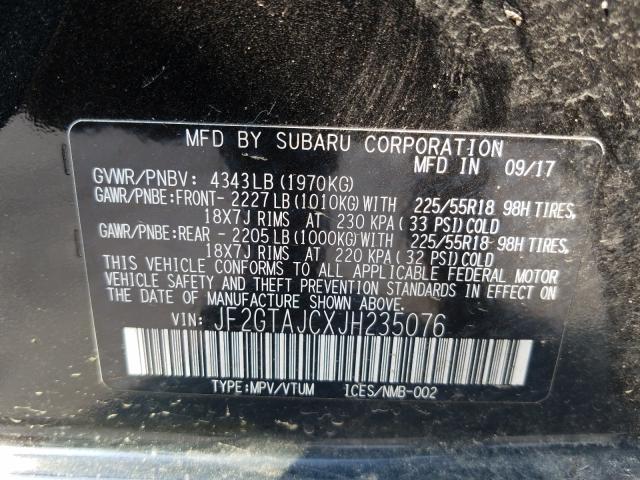 MFD BY SUBARU CORPORATION
MFD IN 09/17
GVWR/PNBV: 4343LB (1970KG)
GAWR/PNBE:FRONT- 2227LB (1010KG) WITH 225/55R18 98H TIRES,
18X7J RIMS AT 230 KPA ( 33 PSI) COLD
GAWR/PNBE:REAR - 2205LB (1000KG) WITH 225/55R18 98H TIRES,
18X7J RIMS AT 220 KPA ( 32 PSI) COLD
THIS VEHICLE CONFORMS TO ALL APPLICABLE FEDERAL MOTOR
VEHICLE SAFETY AND THEFT PREVENTION STANDARDS IN EFFECT ON
THE DATE OF MANUFACTURE SHOWN ABOVE.
VIN: JF2GTAJCXJH235076
TYPE:MPV/VTUM ICES/NMB-002